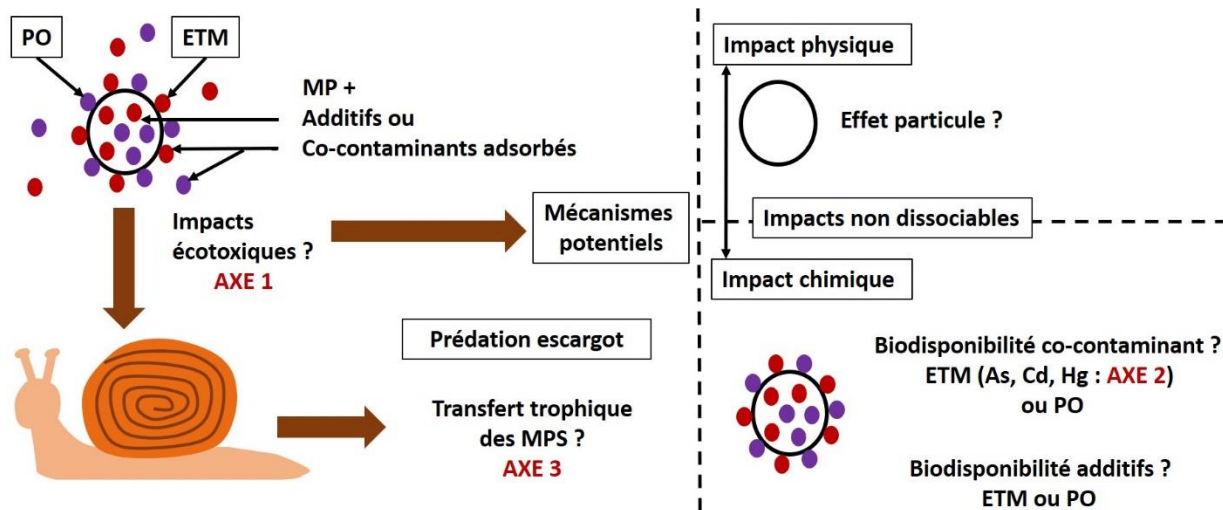 PO
ETM
MP +
Additifs ou
Co-contaminants adsorbés
Impacts
écotoxiques ?
AXE 1
Mécanismes
potentiels
Prédation escargot
Transfert trophique
des MPS ?
AXE 3
Impact physique
Effet particule ?
Impacts non dissociables
Impact chimique
Biodisponibilité co-contaminant ?
ETM (As, Cd, Hg : AXE 2)
ou PO
Biodisponibilité additifs ?
ETM ou PO